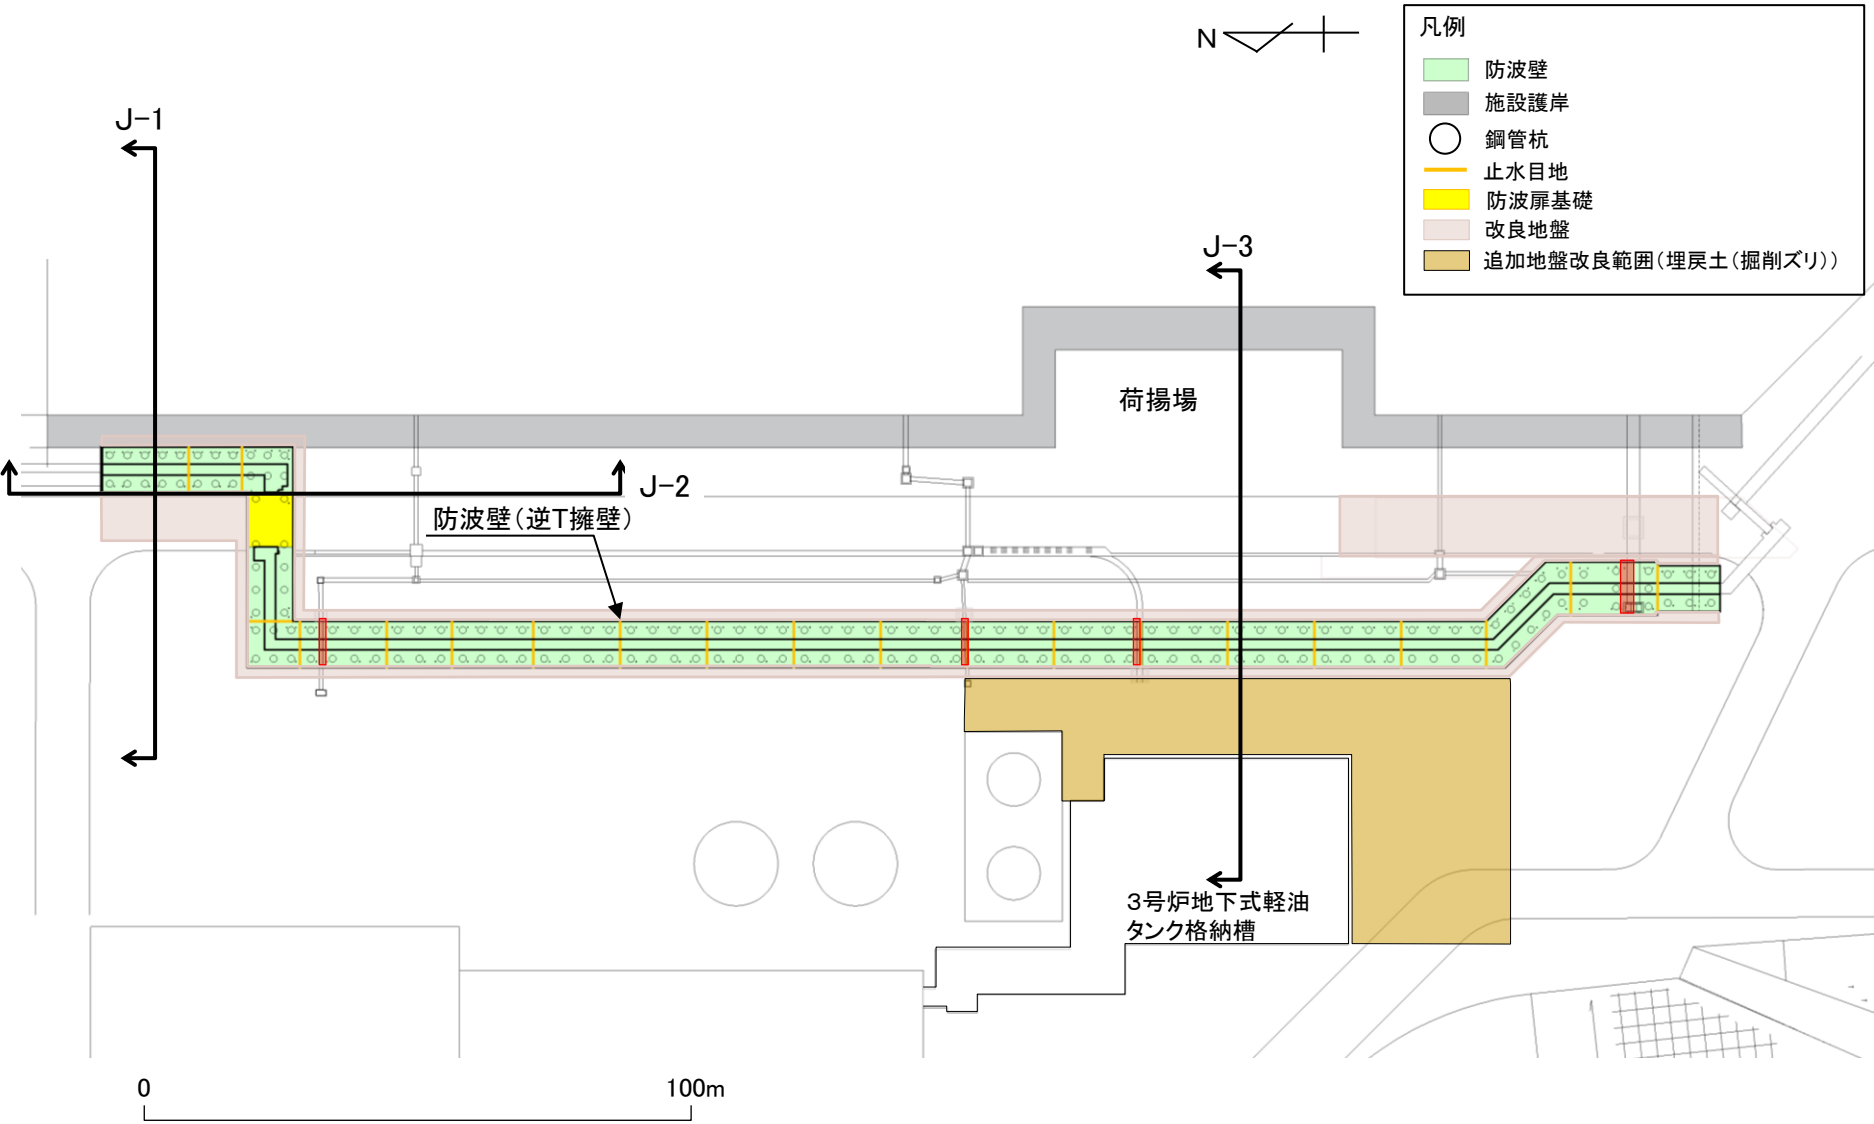 N
凡例
防波壁
施設護岸
鋼管杭
止水目地
防波扉基礎
改良地盤
追加地盤改良範囲(埋戻土(掘削ズリ))
J-1
J-3
荷揚場
J-2
防波壁(逆T擁壁)
3号炉地下式軽油
タンク格納槽
0 100m